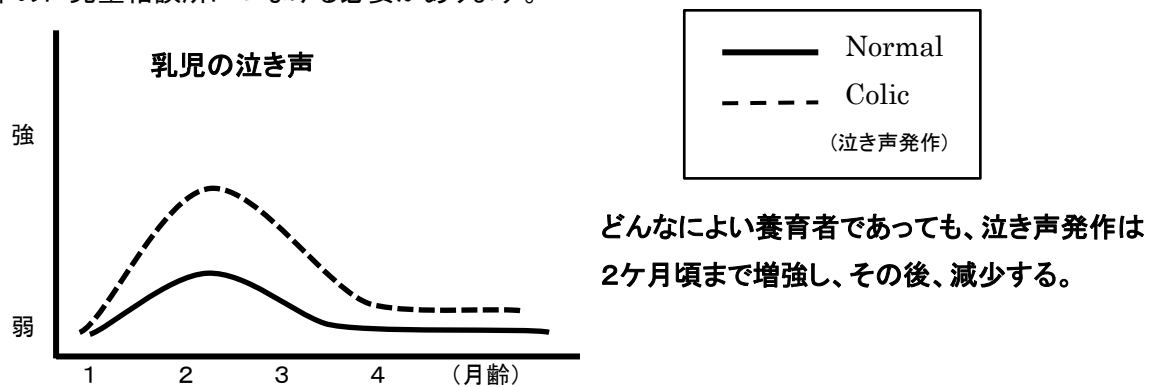 乳児の泣き声
強
弱
1 2 3 4 (月齢)
Normal
Colic
(泣き声発作)
どんなによい養育者であっても、泣き声発作は
2ケ月頃まで増強し、その後、減少する。